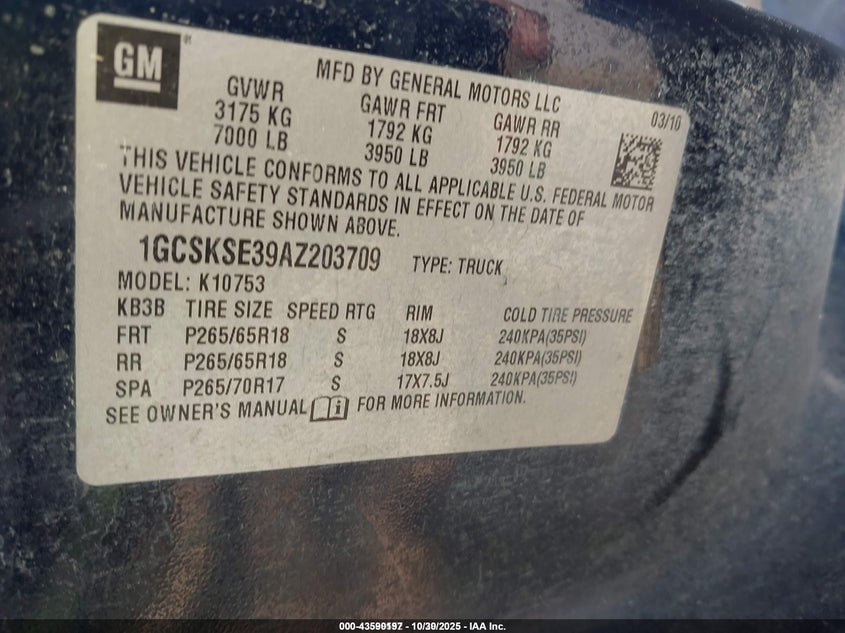 GM
MFD BY GENERAL MOTORS LLC
03/10
GVWR GAWR FRT GAWR RR
3175 KG 1792 KG 1792 KG
7000 LB 3950 LB 3950 LB
THIS VEHICLE CONFORMS TO ALL APPLICABLE U.S. FEDERAL MOTOR
VEHICLE SAFETY STANDARDS IN EFFECT ON THE DATE OF
MANUFACTURE SHOWN ABOVE.
1GCSKSE39AZ203709 TYPE: TRUCK
MODEL: K10753
KB3B TIRE SIZE SPEED RTG RIM COLD TIRE PRESSURE
FRT P265/65R18 S 18X8J 240KPA(35PSI)
RR P265/65R18 S 18X8J 240KPA(35PSI)
SPA P265/70R17 S 17X7.5J 240KPA(35PSI)
SEE OWNER'S MANUAL FOR MORE INFORMATION.
- IAA Inc.